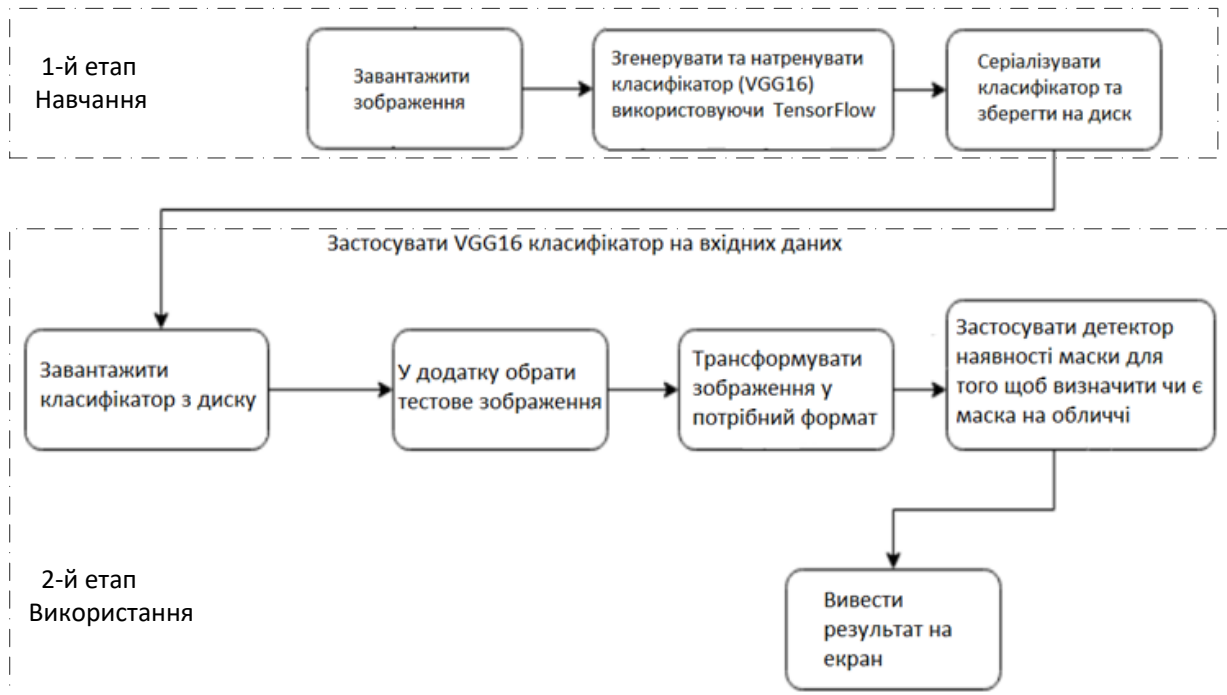 1-й етап
Навчання
Завантажити
зображення
Згенерувати та натренувати
класифікатор (VGG16)
використовуючи TensorFlow
Серіалізувати
класифікатор та
зберегти на диск
Застосувати VGG16 класифікатор на вхідних даних
Завантажити
класифікатор з диску
У додатку обрати
тестове зображення
Трансформувати
зображення у
потрібний формат
Застосувати детектор
наявності маски для
того щоб визначити чи є
маска на обличчі
2-й етап
Використання
Вивести
результат на
екран